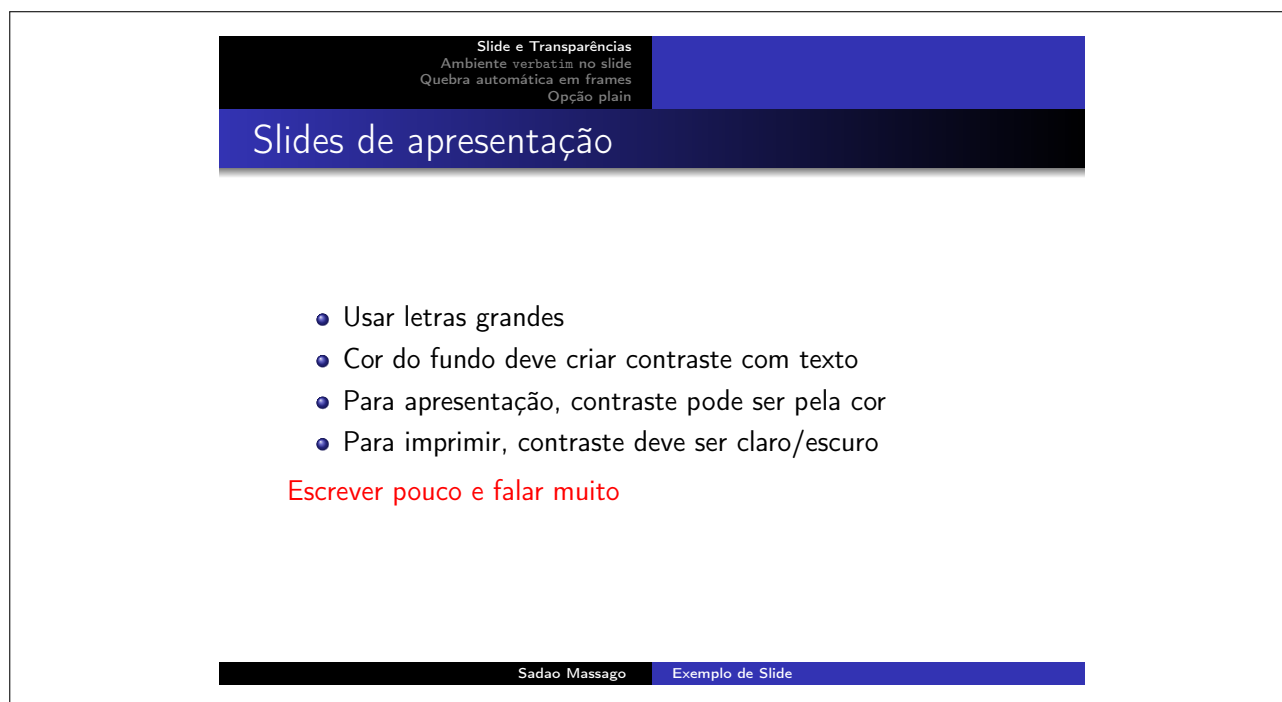 Slide e Transparências
Ambiente verbatim no slide
Quebra automática em frames
Opção plain
Slides de apresentação
Usar letras grandes
Cor do fundo deve criar contraste com texto
Para apresentação, contraste pode ser pela cor
Para imprimir, contraste deve ser claro/escuro
Escrever pouco e falar muito
Sadao Massago Exemplo de Slide